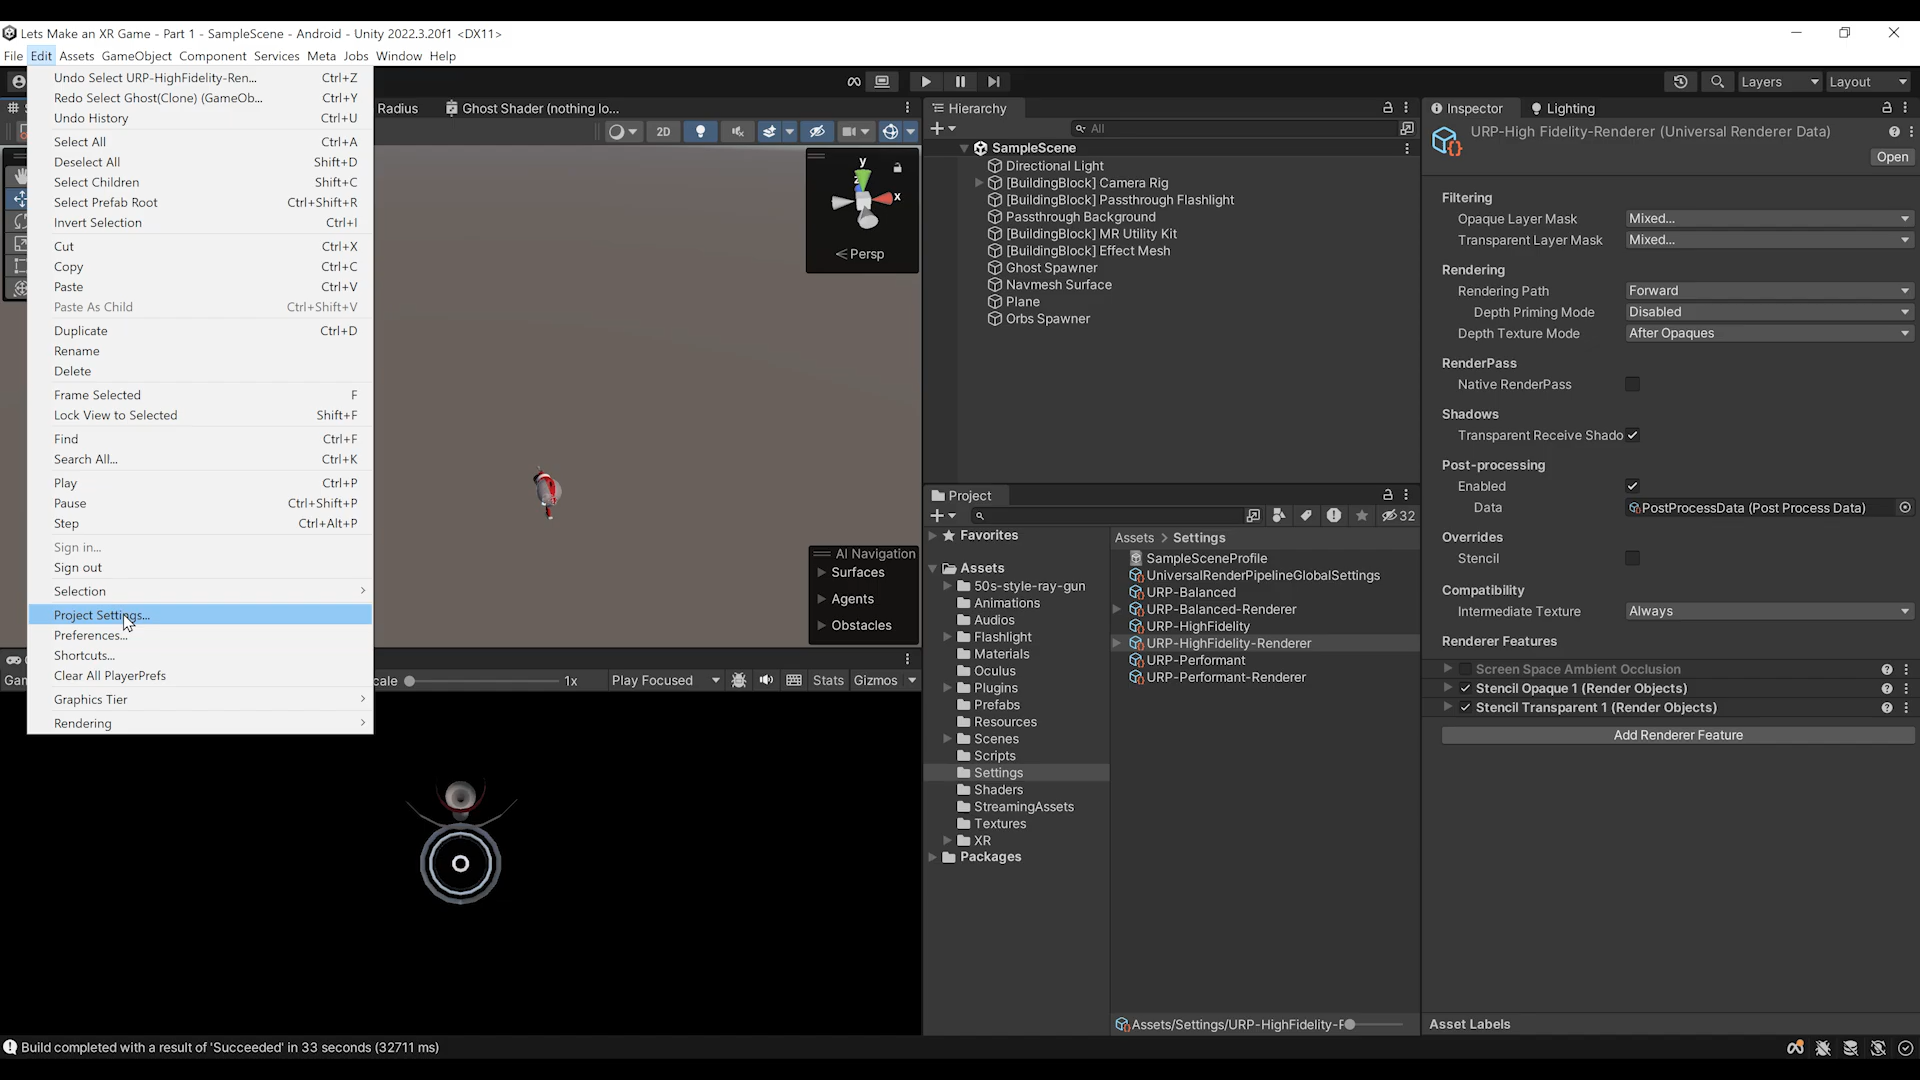 Lets Make an XR Game - Part 1 - SampleScene - Android - Unity 2022.3.20f1 <DX11>
File Edit Assets GameObject Component Services Meta Jobs Window Help
Undo Select URP-HighFidelity-Ren... Ctrl+Z
Redo Select Ghost(Clone) (GameOb... Ctrl+Y
Undo History Ctrl+U
Select All Ctrl+A
Deselect All Shift+D
Select Children Shift+C
Select Prefab Root Ctrl+Shift+R
Invert Selection Ctrl+I
Cut Ctrl+X
Copy Ctrl+C
Paste Ctrl+V
Paste As Child Ctrl+Shift+V
Duplicate Ctrl+D
Rename
Delete
Frame Selected F
Lock View to Selected Shift+F
Find Ctrl+F
Search All... Ctrl+K
Play Ctrl+P
Pause Ctrl+Shift+P
Step Ctrl+Alt+P
Sign in...
Sign out
Selection
Project Settings...
Preferences...
Shortcuts...
Clear All PlayerPrefs
Graphics Tier
Rendering
Layers Layout
Radius Ghost Shader (nothing lo...
2D
y
x
Persp
AI Navigation
Surfaces
Agents
Obstacles
Gam cale 1x Play Focused Stats Gizmos
Hierarchy
All
SampleScene
Directional Light
[BuildingBlock] Camera Rig
[BuildingBlock] Passthrough Flashlight
Passthrough Background
[BuildingBlock] MR Utility Kit
[BuildingBlock] Effect Mesh
Ghost Spawner
Navmesh Surface
Plane
Orbs Spawner
Project
32
Favorites
Assets
50s-style-ray-gun
Animations
Audios
Flashlight
Materials
Oculus
Plugins
Prefabs
Resources
Scenes
Scripts
Settings
Shaders
StreamingAssets
Textures
XR
Packages
Assets > Settings
SampleSceneProfile
UniversalRenderPipelineGlobalSettings
URP-Balanced
URP-Balanced-Renderer
URP-HighFidelity
URP-HighFidelity-Renderer
URP-Performant
URP-Performant-Renderer
Assets/Settings/URP-HighFidelity-F
Inspector Lighting
URP-High Fidelity-Renderer (Universal Renderer Data)
Open
Filtering
Opaque Layer Mask Mixed...
Transparent Layer Mask Mixed...
Rendering
Rendering Path Forward
Depth Priming Mode Disabled
Depth Texture Mode After Opaques
RenderPass
Native RenderPass
Shadows
Transparent Receive Shado
Post-processing
Enabled
Data PostProcessData (Post Process Data)
Overrides
Stencil
Compatibility
Intermediate Texture Always
Renderer Features
Screen Space Ambient Occlusion
Stencil Opaque 1 (Render Objects)
Stencil Transparent 1 (Render Objects)
Add Renderer Feature
Asset Labels
Build completed with a result of 'Succeeded' in 33 seconds (32711 ms)